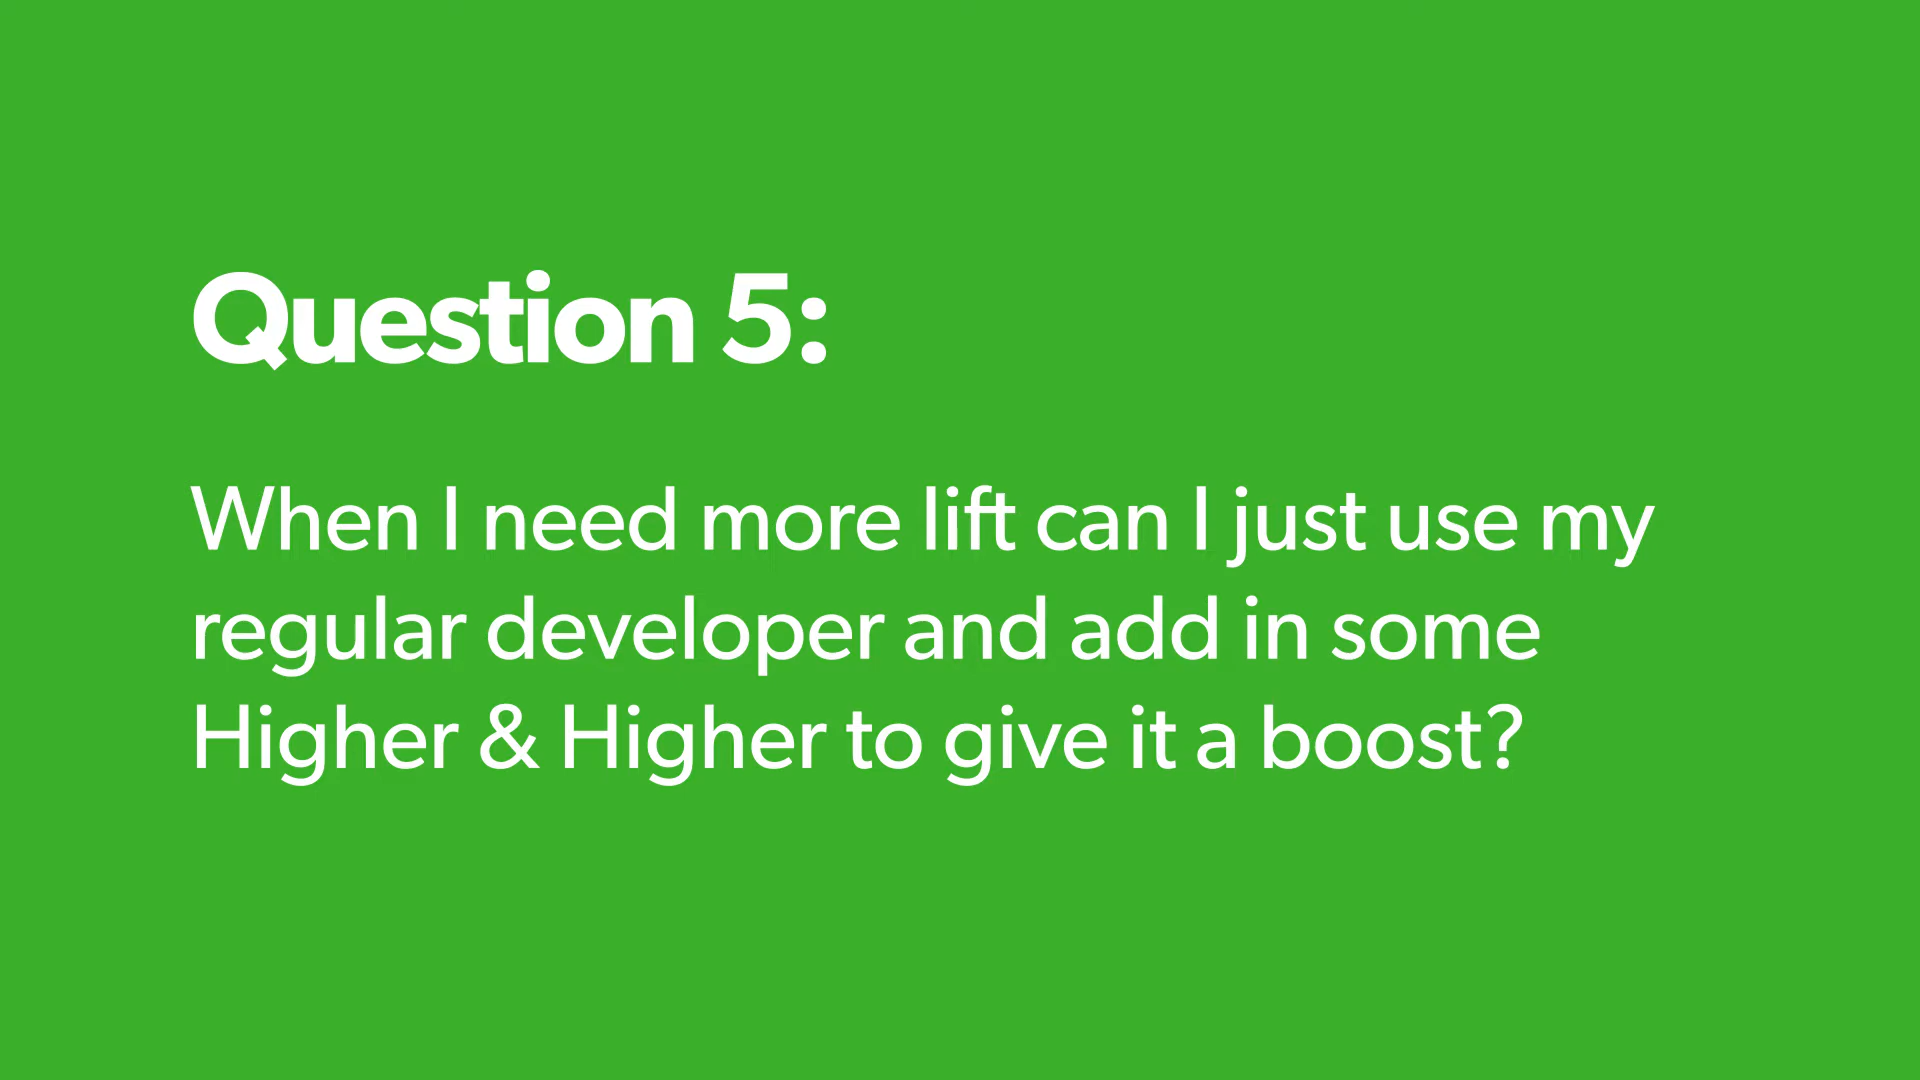 Question 5:
When I need more lift can I just use my
regular developer and add in some
Higher & Higher to give it a boost?